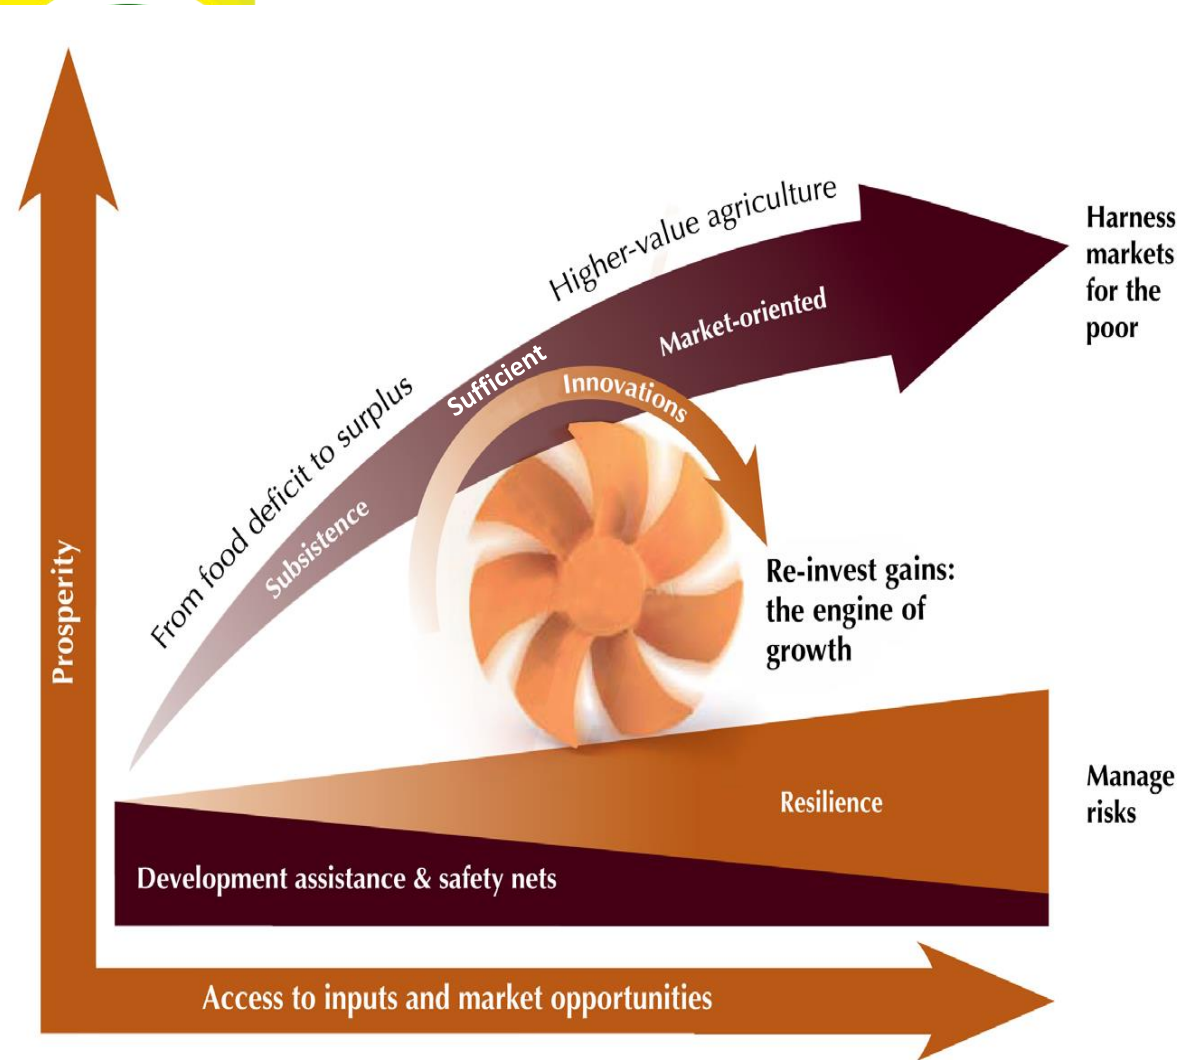 Higher-value agriculture
Harness
markets
for the
poor
Market-oriented
Sufficient
Innovations
From food deficit to surplus
Subsistence
Prosperity
Re-invest gains:
the engine of
growth
Resilience
Manage
risks
Development assistance & safety nets
Access to inputs and market opportunities